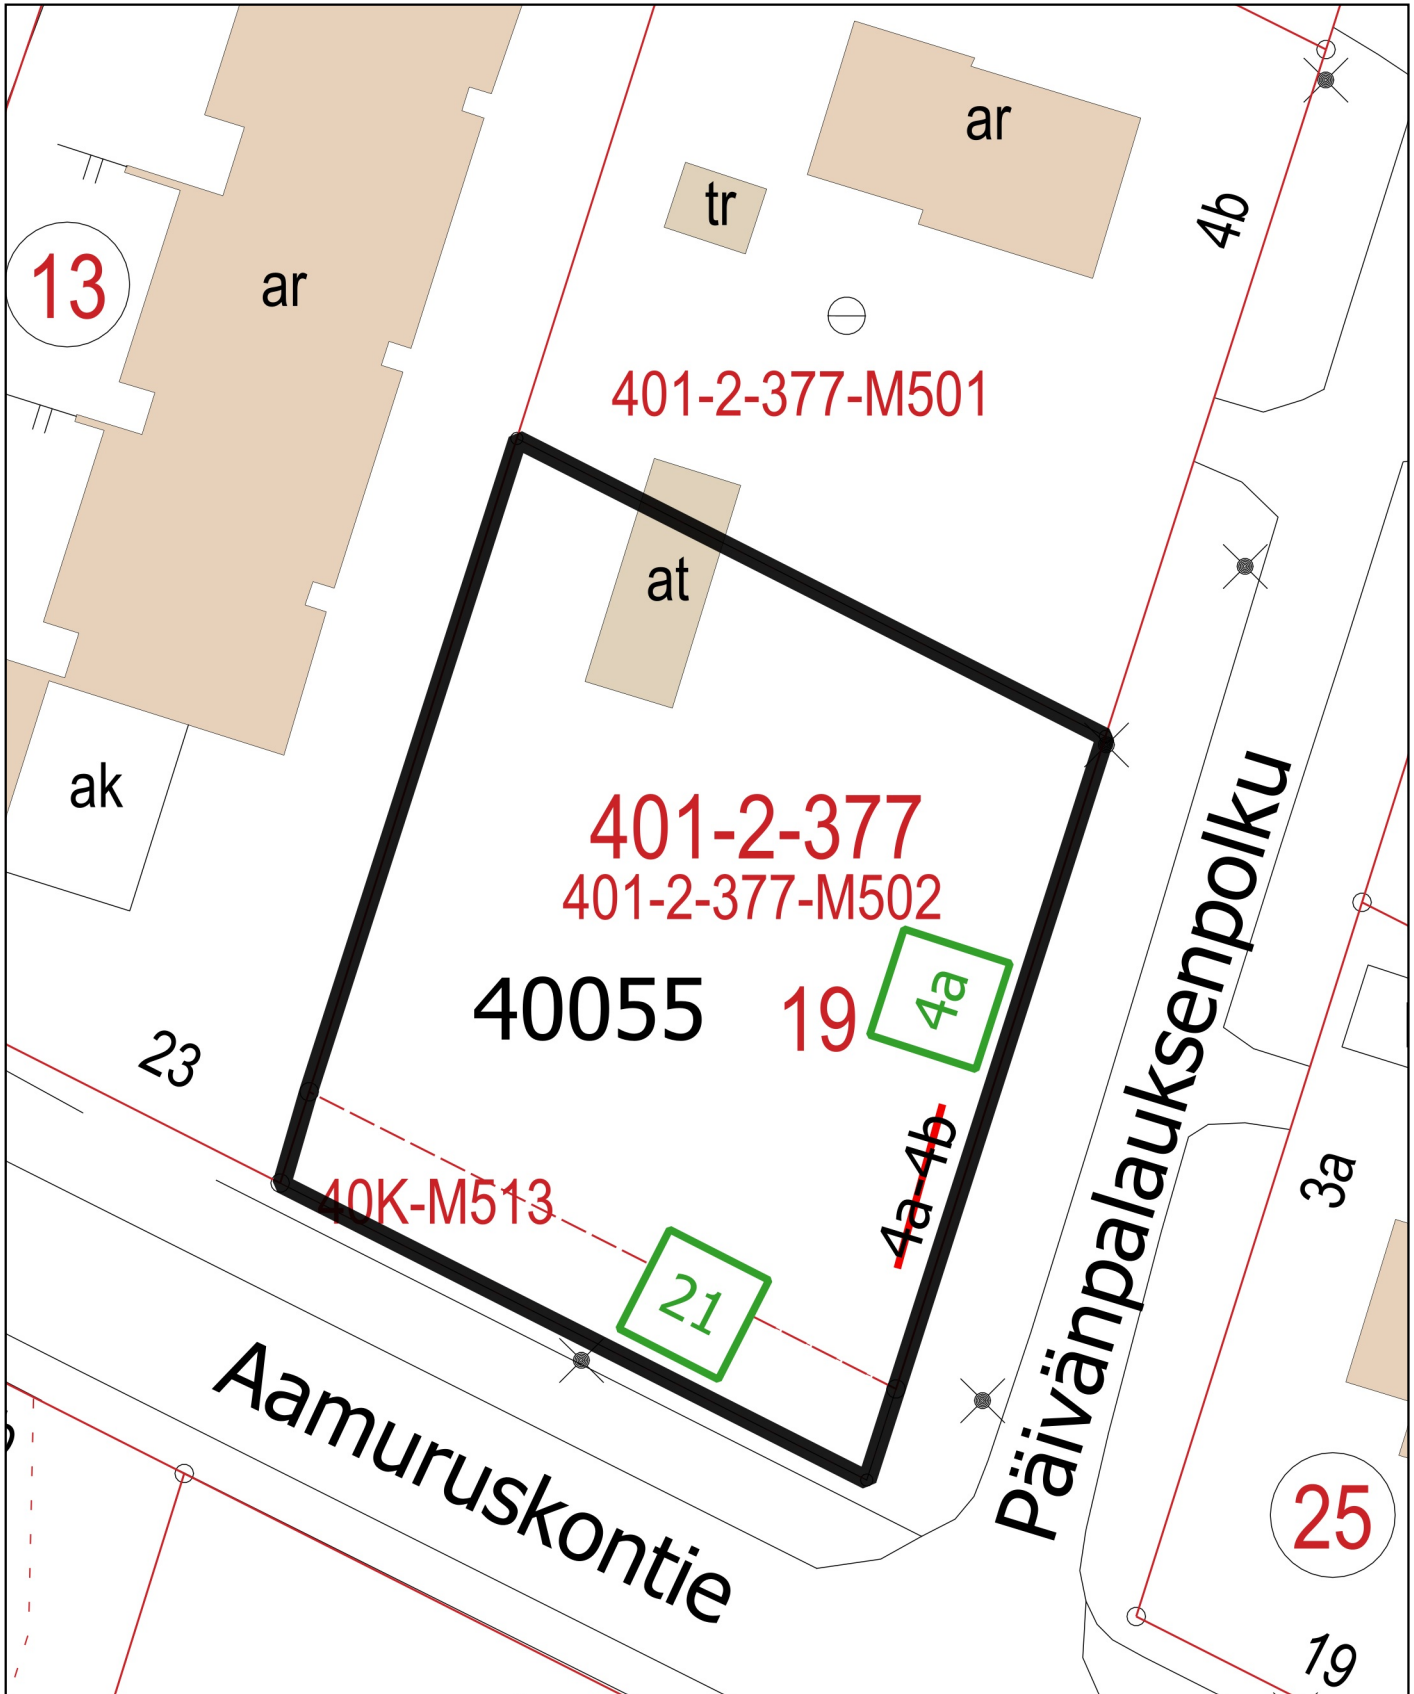 ar
tr
4b
13
ar
401-2-377-M501
at
ak
401-2-377
401-2-377-M502
4a
40055
19
23
4a-4b
40K-M513
21
3a
Päivänpalauksenpolku
Aamuruskontie
25
19